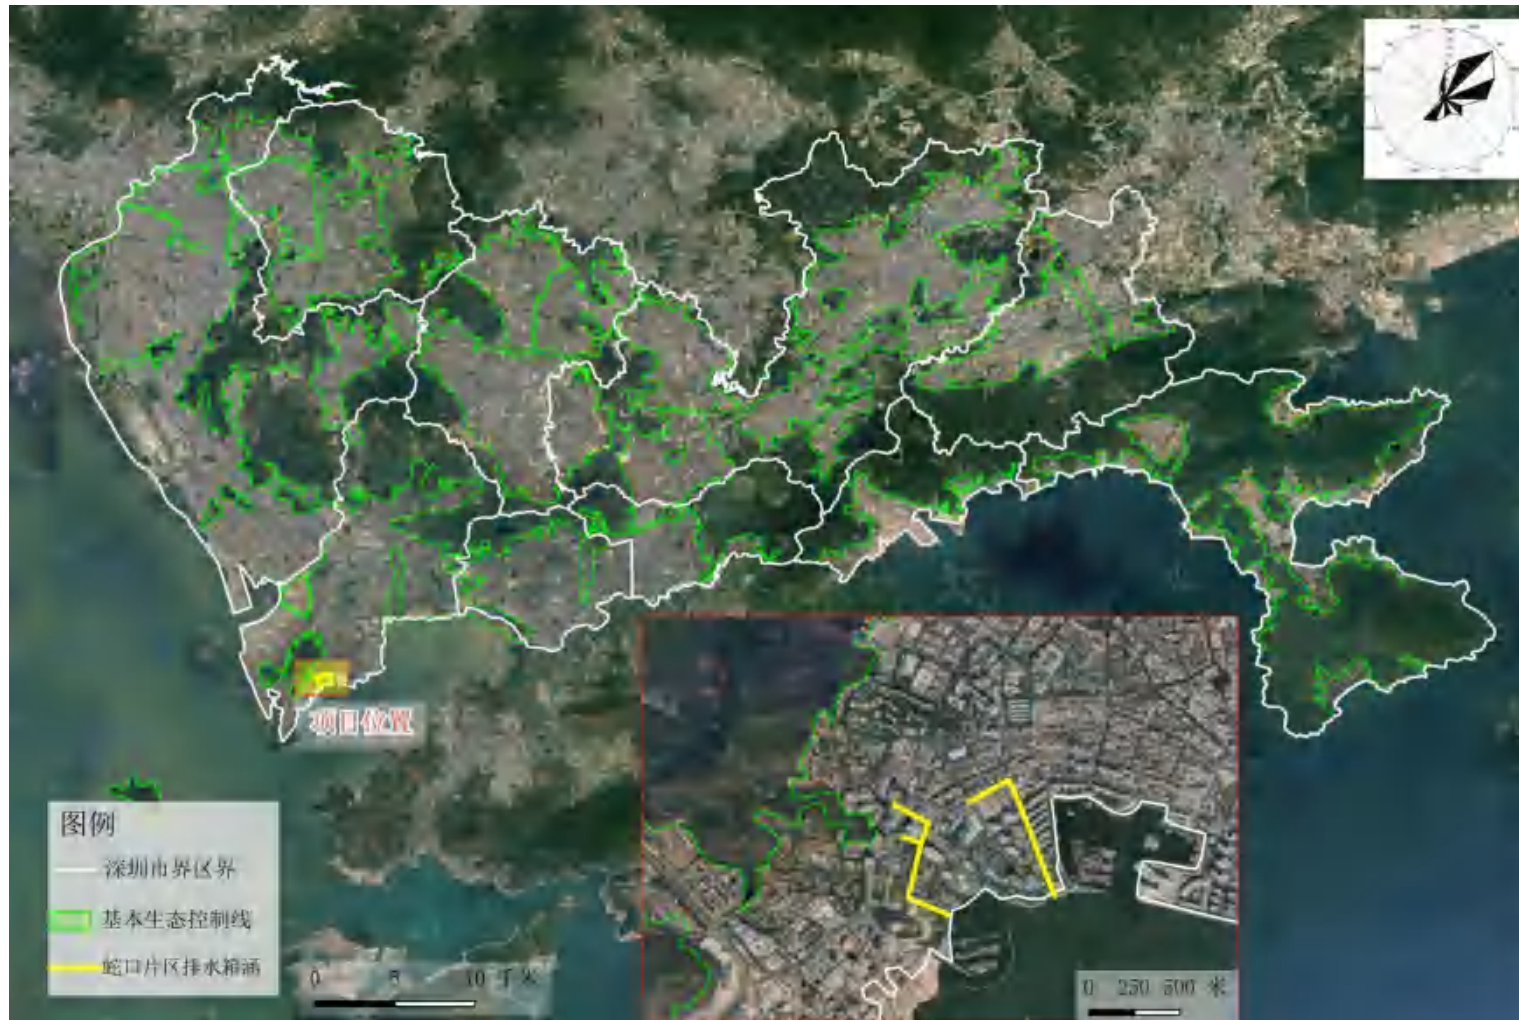 项目位置
图例
深圳市界区界
基本生态控制线
蛇口片区排水箱涵
0 5 10 千米
0 250 500 米